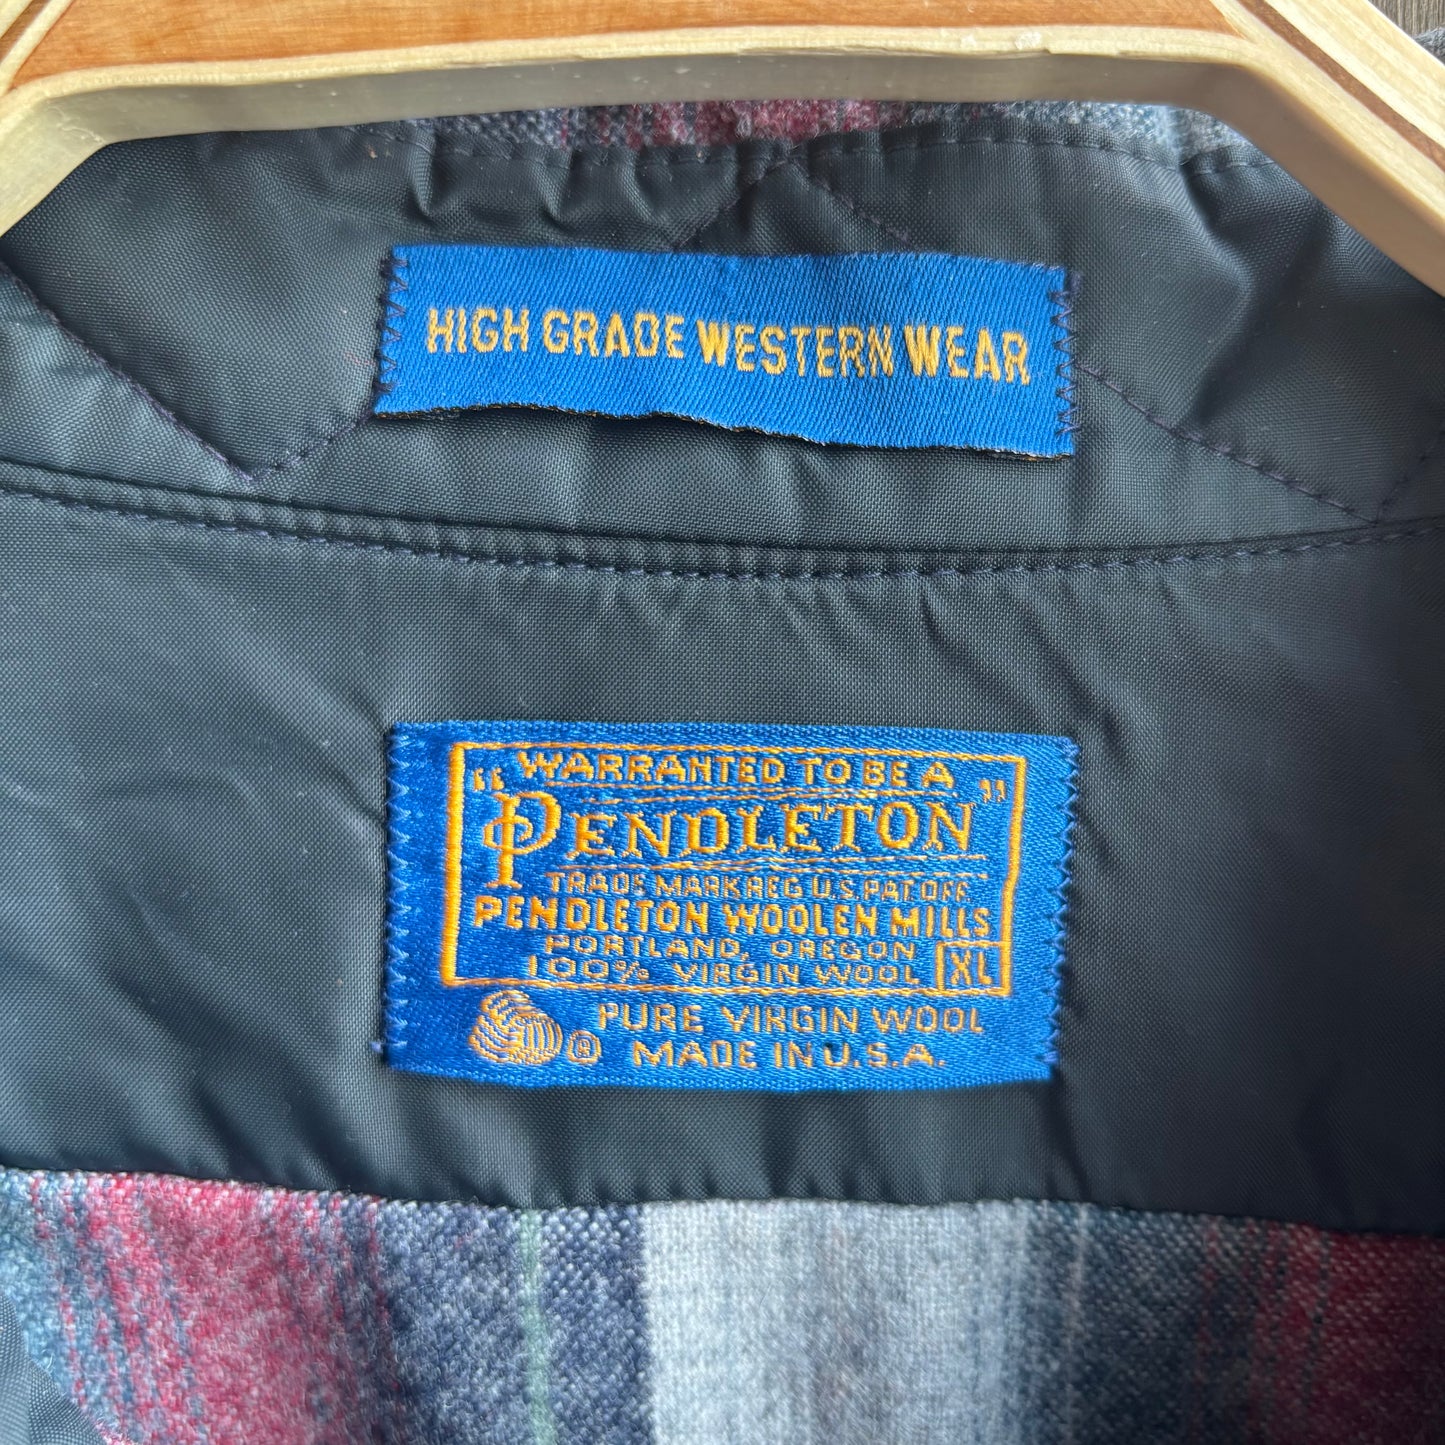 HIGH GRADE WESTERN WEAR
WARRANTED TO BE A
"PENDLETON"
TRADE MARK REG U.S. PAT OFF.
PENDLETON WOOLEN MILLS
PORTLAND, OREGON
100% VIRGIN WOOL XL
PURE VIRGIN WOOL
® MADE IN U.S.A.